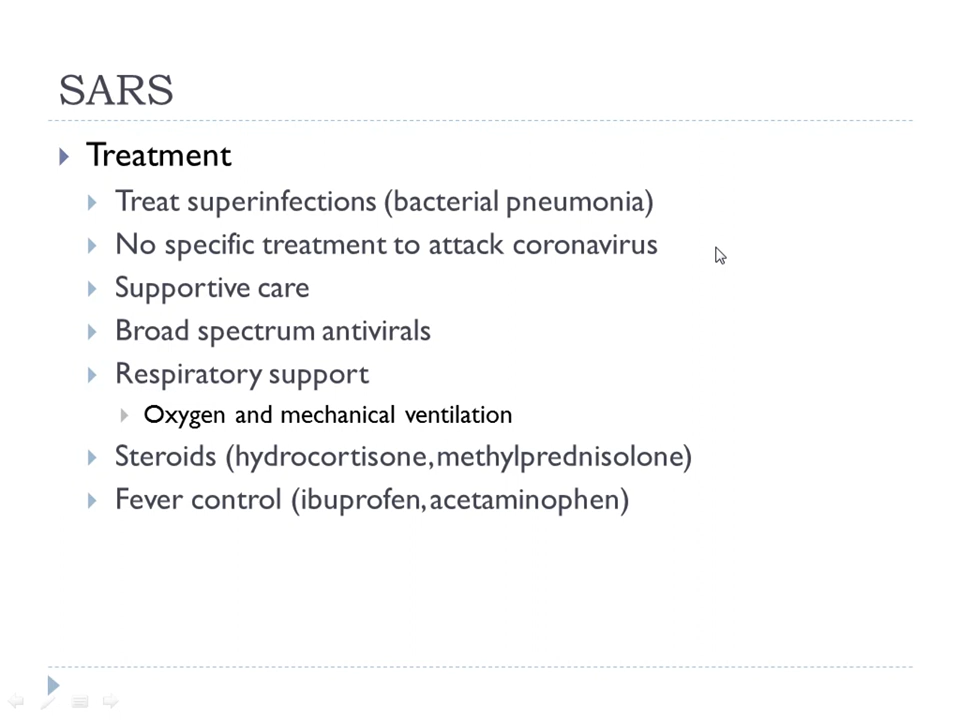 SARS
Treatment
Treat superinfections (bacterial pneumonia)
No specific treatment to attack coronavirus
Supportive care
Broad spectrum antivirals
Respiratory support
Oxygen and mechanical ventilation
Steroids (hydrocortisone, methylprednisolone)
Fever control (ibuprofen, acetaminophen)